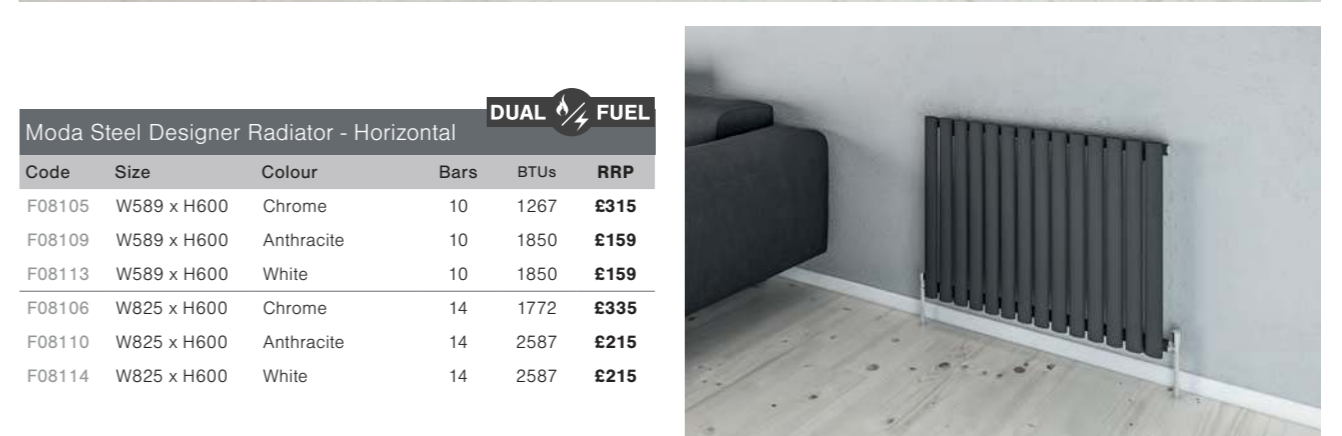 DUAL FUEL
Moda Steel Designer Radiator - Horizontal
Code Size Colour Bars BTUs RRP
F08105 W589 x H600 Chrome 10 1267 £315
F08109 W589 x H600 Anthracite 10 1850 £159
F08113 W589 x H600 White 10 1850 £159
F08106 W825 x H600 Chrome 14 1772 £335
F08110 W825 x H600 Anthracite 14 2587 £215
F08114 W825 x H600 White 14 2587 £215